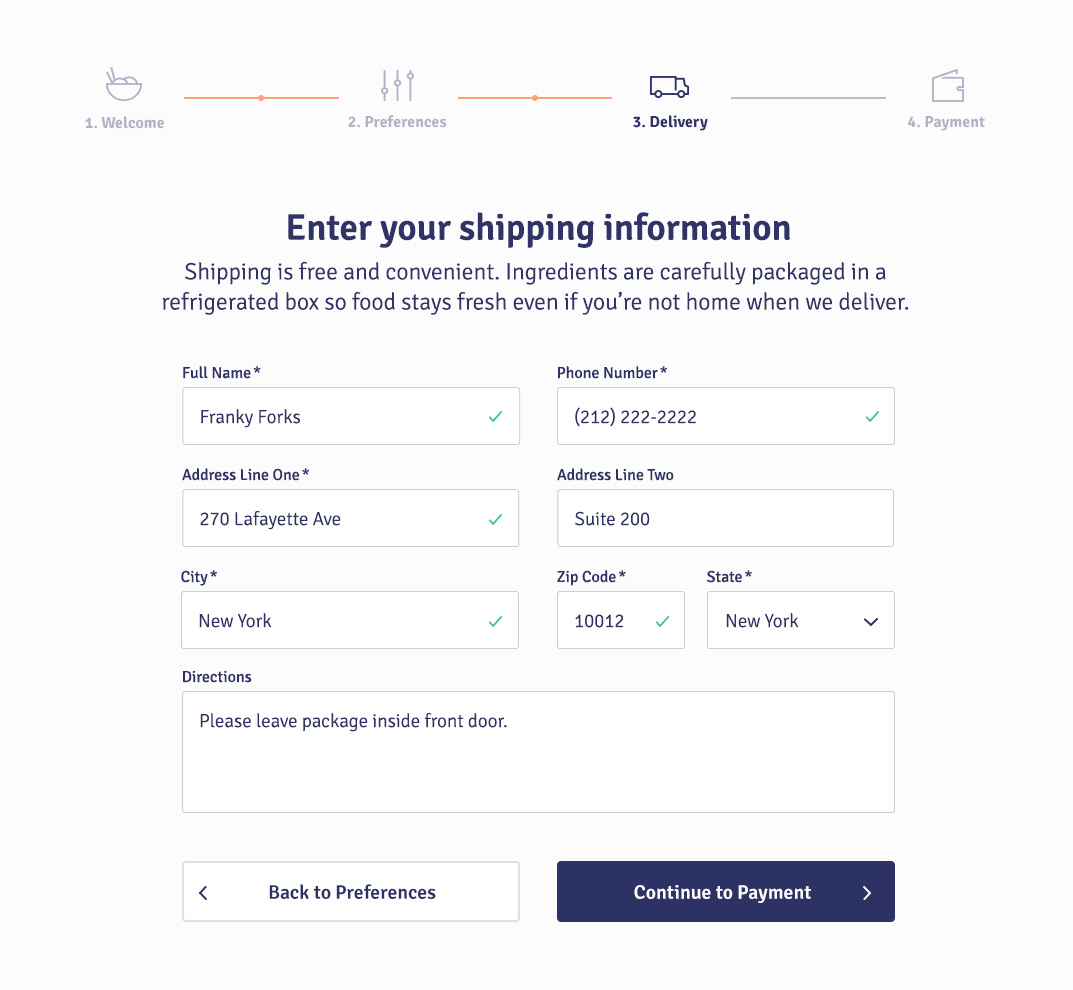 1. Welcome
2. Preferences
3. Delivery
4. Payment
Enter your shipping information
Shipping is free and convenient. Ingredients are carefully packaged in a
refrigerated box so food stays fresh even if you’re not home when we deliver.
Full Name*
Phone Number*
Franky Forks
(212) 222-2222
Address Line One*
Address Line Two
270 Lafayette Ave
Suite 200
City*
Zip Code*
State*
New York
10012
New York
Directions
Please leave package inside front door.
Back to Preferences
Continue to Payment